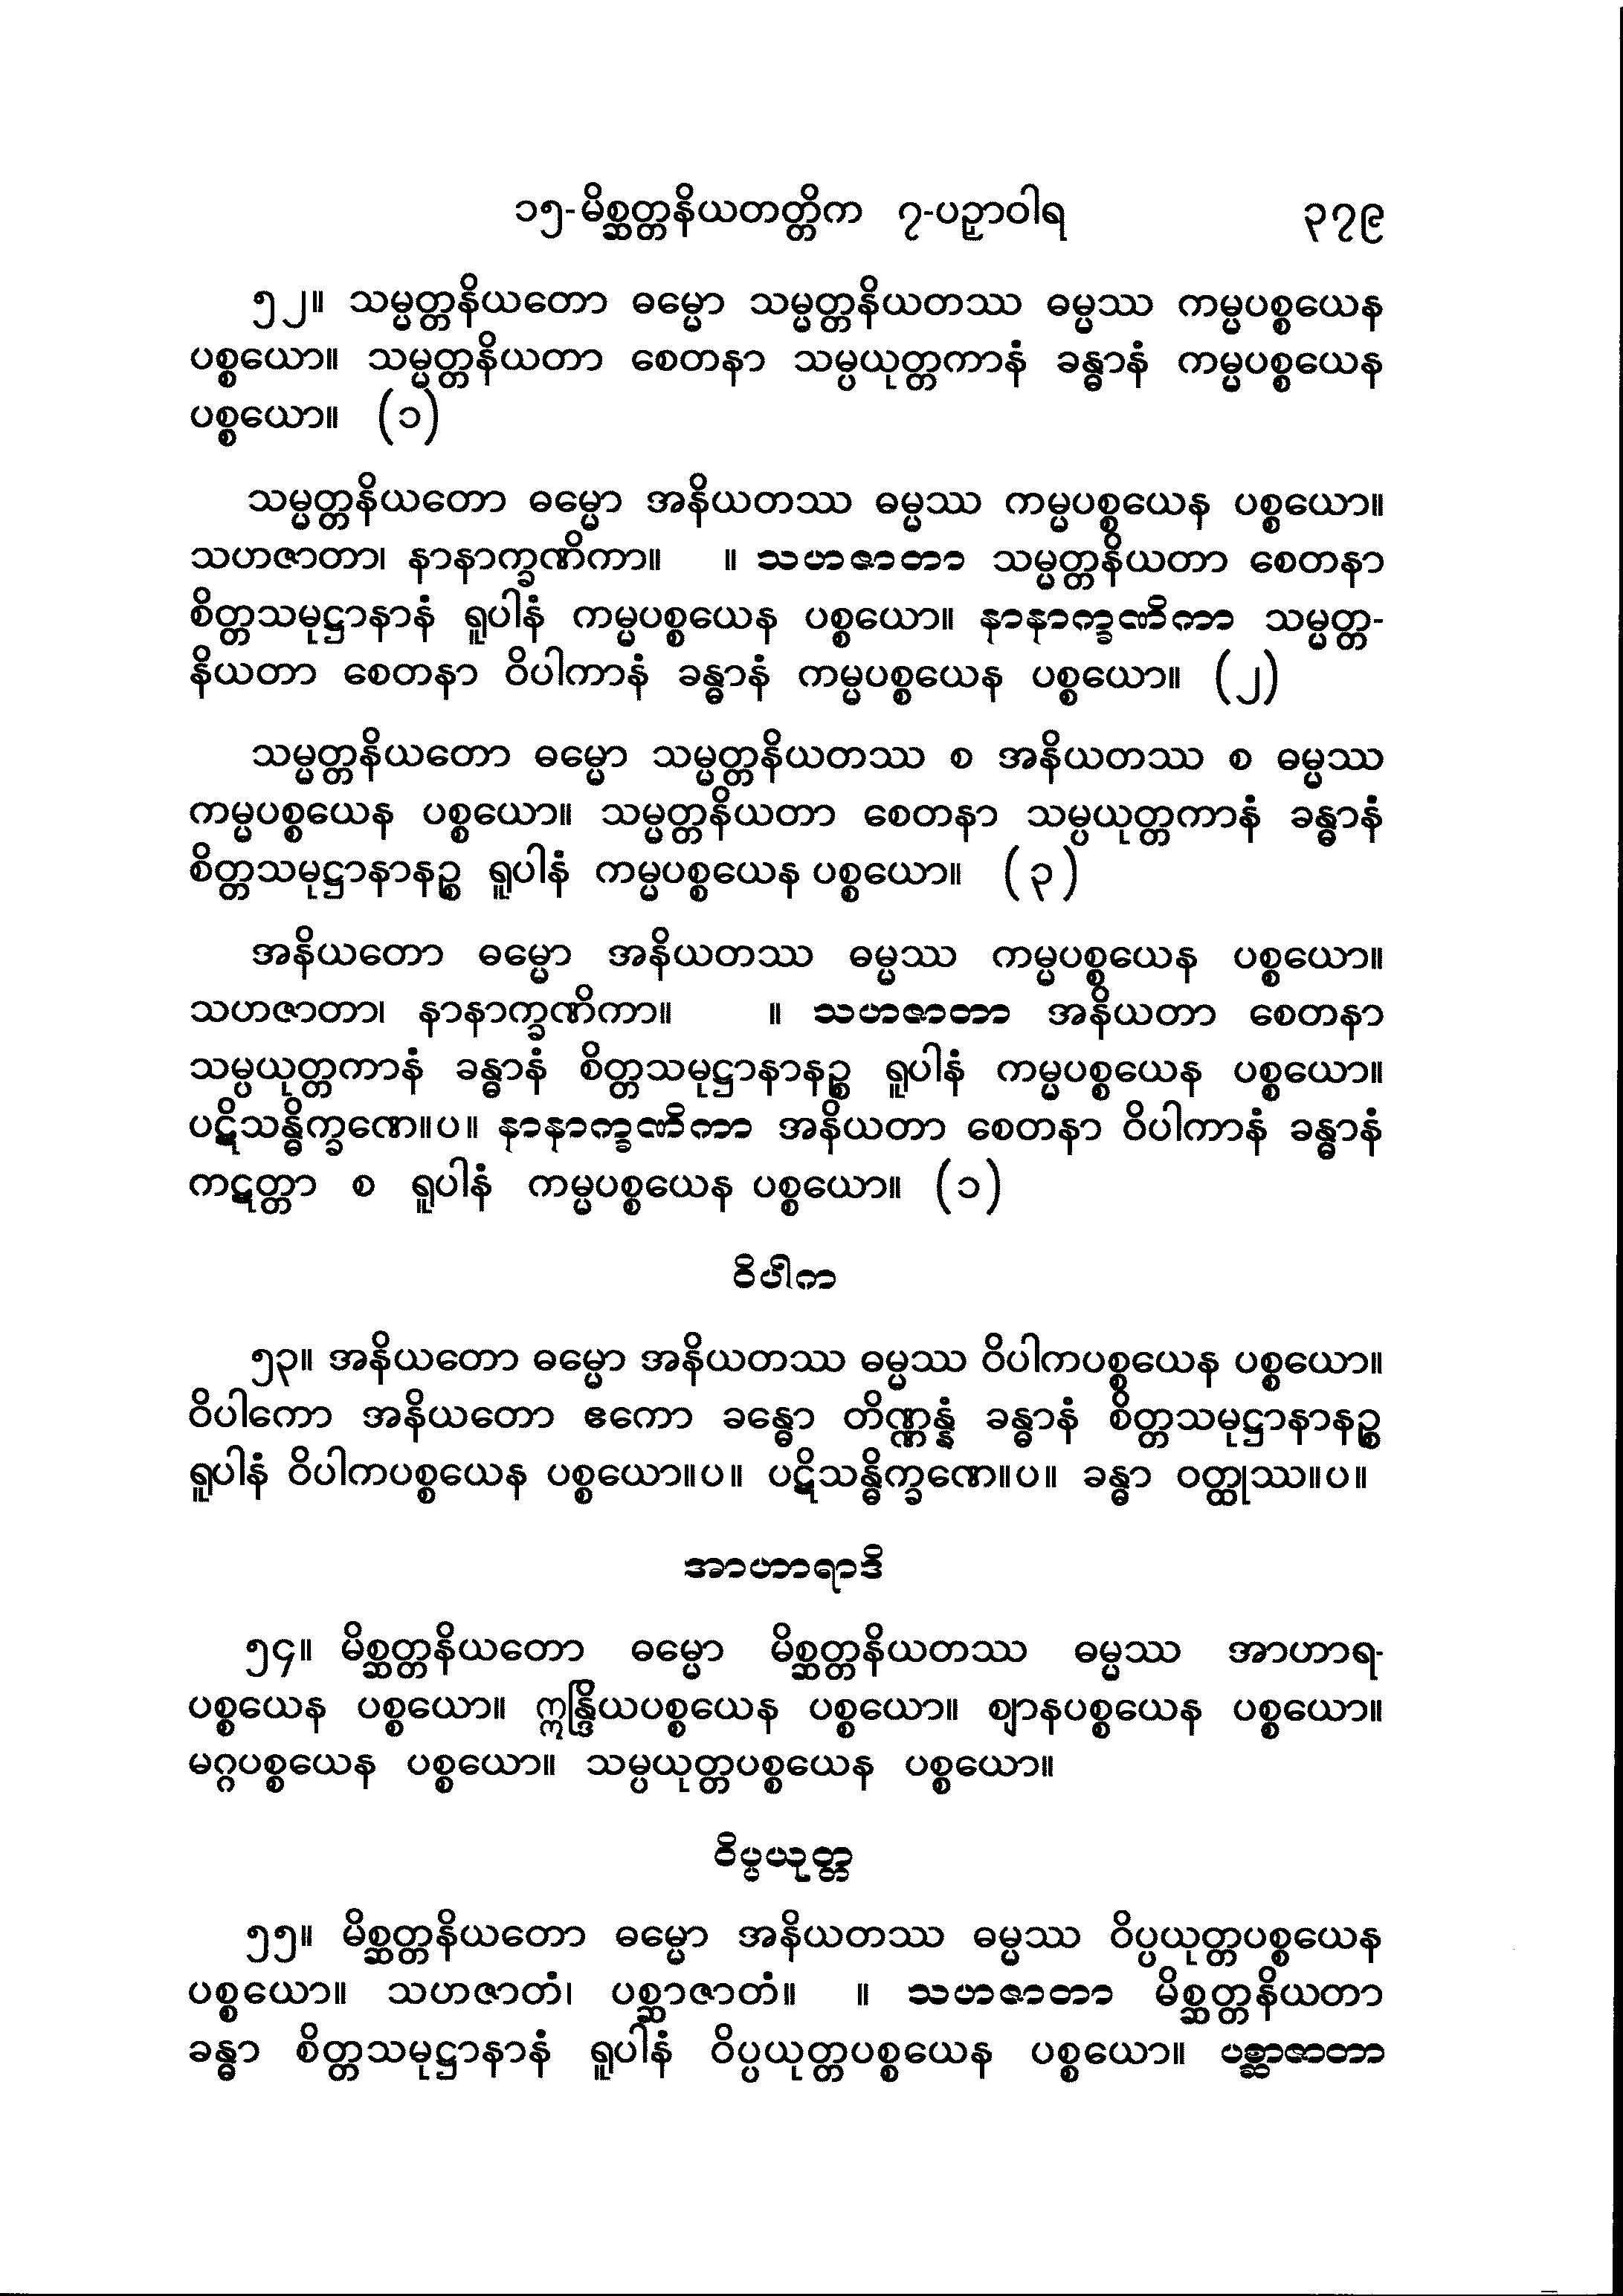 ၁၅-မိစ္ဆတ္တနိယတတ္တိက ၇-ပဉှာဝါရ ၃၇၉
၅၂။ သမ္မတ္တနိယတော ဓမ္မော သမ္မတ္တနိယတဿ ဓမ္မဿ ကမ္မပစ္စယေန
ပစ္စယော။ သမ္မတ္တနိယတာ စေတနာ သမ္ပယုတ္တကာနံ ခန္ဓာနံ ကမ္မပစ္စယေန
ပစ္စယော။ (၁)
သမ္မတ္တနိယတော ဓမ္မော အနိယတဿ ဓမ္မဿ ကမ္မပစ္စယေန ပစ္စယော။
သဟဇာတာ၊ နာနာက္ခဏိကာ။ ။ သဟဇာတာ သမ္မတ္တနိယတာ စေတနာ
စိတ္တသမုဋ္ဌာနာနံ ရူပါနံ ကမ္မပစ္စယေန ပစ္စယော။ နာနာက္ခဏိကာ သမ္မတ္တ-
နိယတာ စေတနာ ဝိပါကာနံ ခန္ဓာနံ ကမ္မပစ္စယေန ပစ္စယော။ (၂)
သမ္မတ္တနိယတော ဓမ္မော သမ္မတ္တနိယတဿ စ အနိယတဿ စ ဓမ္မဿ
ကမ္မပစ္စယေန ပစ္စယော။ သမ္မတ္တနိယတာ စေတနာ သမ္ပယုတ္တကာနံ ခန္ဓာနံ
စိတ္တသမုဋ္ဌာနာနဉ္စ ရူပါနံ ကမ္မပစ္စယေန ပစ္စယော။ (၃)
အနိယတော ဓမ္မော အနိယတဿ ဓမ္မဿ ကမ္မပစ္စယေန ပစ္စယော။
သဟဇာတာ၊ နာနာက္ခဏိကာ။ ။ သဟဇာတာ အနိယတာ စေတနာ
သမ္ပယုတ္တကာနံ ခန္ဓာနံ စိတ္တသမုဋ္ဌာနာနဉ္စ ရူပါနံ ကမ္မပစ္စယေန ပစ္စယော။
ပဋိသန္ဓိက္ခဏေ။ပ။ နာနာက္ခဏိကာ အနိယတာ စေတနာ ဝိပါကာနံ ခန္ဓာနံ
ကဋတ္တာ စ ရူပါနံ ကမ္မပစ္စယေန ပစ္စယော။ (၁)
ဝိပါက
၅၃။ အနိယတော ဓမ္မော အနိယတဿ ဓမ္မဿ ဝိပါကပစ္စယေန ပစ္စယော။
ဝိပါကော အနိယတော ဧကော ခန္ဓော တိဏ္ဏန္နံ ခန္ဓာနံ စိတ္တသမုဋ္ဌာနာနဉ္စ
ရူပါနံ ဝိပါကပစ္စယေန ပစ္စယော။ပ။ ပဋိသန္ဓိက္ခဏေ။ပ။ ခန္ဓာ ဝတ္ထုဿ။ပ။
အာဟာရာဒိ
၅၄။ မိစ္ဆတ္တနိယတော ဓမ္မော မိစ္ဆတ္တနိယတဿ ဓမ္မဿ အာဟာရ-
ပစ္စယေန ပစ္စယော။ ဣန္ဒြိယပစ္စယေန ပစ္စယော။ ဈာနပစ္စယေန ပစ္စယော။
မဂ္ဂပစ္စယေန ပစ္စယော။ သမ္ပယုတ္တပစ္စယေန ပစ္စယော။
ဝိပ္ပယုတ္တ
၅၅။ မိစ္ဆတ္တနိယတော ဓမ္မော အနိယတဿ ဓမ္မဿ ဝိပ္ပယုတ္တပစ္စယေန
ပစ္စယော။ သဟဇာတံ၊ ပစ္ဆာဇာတံ။ ။ သဟဇာတာ မိစ္ဆတ္တနိယတာ
ခန္ဓာ စိတ္တသမုဋ္ဌာနာနံ ရူပါနံ ဝိပ္ပယုတ္တပစ္စယေန ပစ္စယော။ ပစ္ဆာဇာတာ